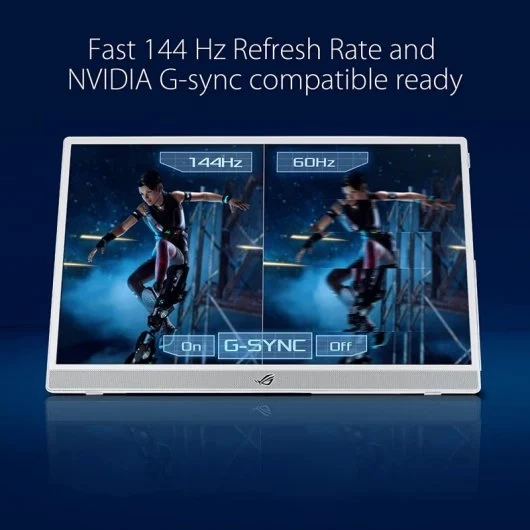 Fast 144 Hz Refresh Rate and
NVIDIA G-sync compatible ready
144Hz
60Hz
On
G-SYNC
Off